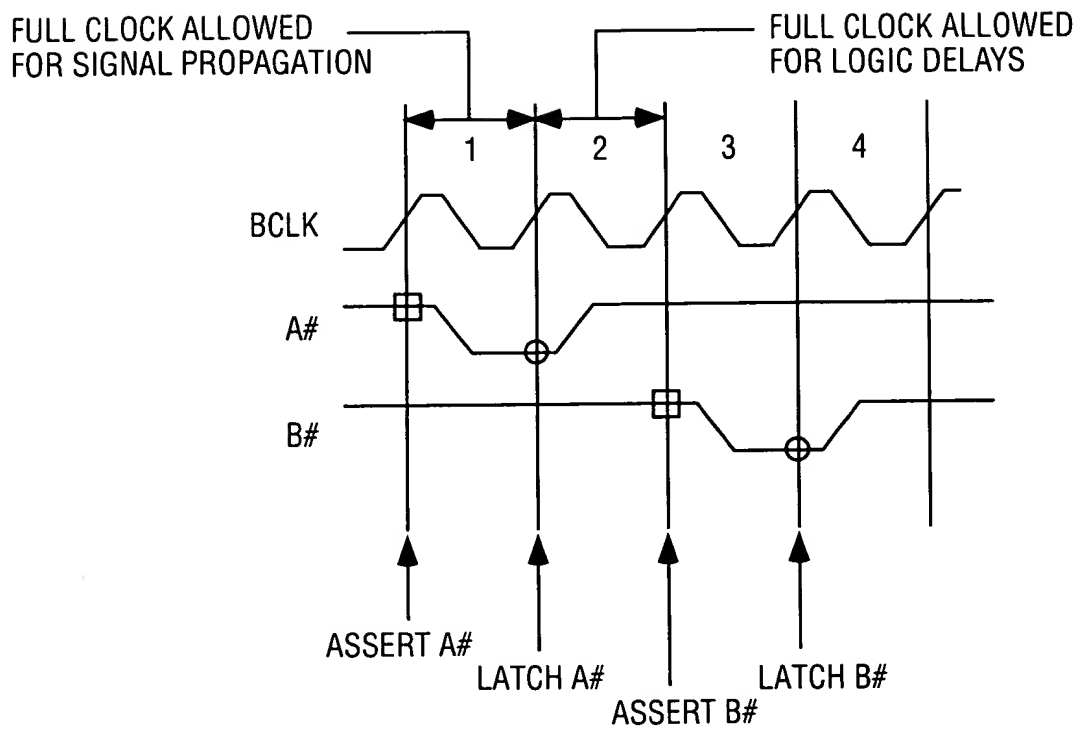 FULL CLOCK ALLOWED
FOR SIGNAL PROPAGATION
FULL CLOCK ALLOWED
FOR LOGIC DELAYS
1
2
3
4
BCLK
A#
B#
ASSERT A#
LATCH A#
ASSERT B#
LATCH B#